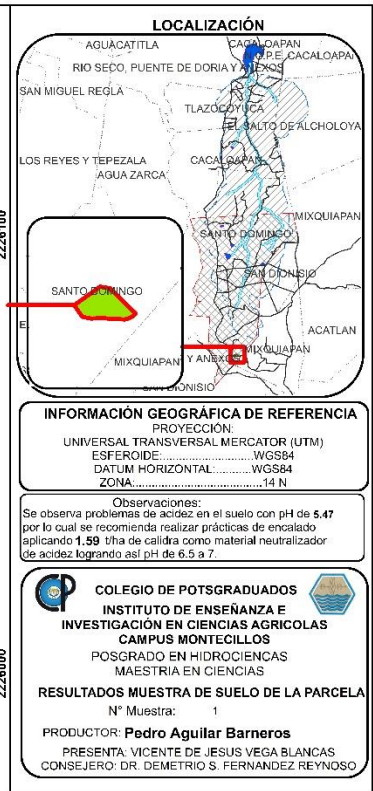 LOCALIZACIÓN
AGUACATITLA
CACALOAPAN
O.P.E. CACALOAPA
RIO SECO, PUENTE DE DORIA Y ANEXOS
SAN MIGUEL REGLA
TLAZOCOYUCA
EL SALTO DE ALCHOLOYA
LOS REYES Y TEPEZALA
CACALOAPAN
AGUA ZARCA
MIXQUIAPAN
SANTO DOMINGO
SAN DIONISIO
SANTO DOMINGO
E.
ACATLAN
MIXQUIAPAN Y ANEXOS
MIXQUIAPAN
SAN DIONISIO
2226100
2226000
INFORMACIÓN GEOGRÁFICA DE REFERENCIA
PROYECCIÓN:
UNIVERSAL TRANSVERSAL MERCATOR (UTM)
ESFEROIDE:........................WGS84
DATUM HORIZONTAL:...........WGS84
ZONA:.................................14 N
Observaciones:
Se observa problemas de acidez en el suelo con pH de 5.47
por lo cual se recomienda realizar prácticas de encalado
aplicando 1.59 t/ha de calidra como material neutralizador
de acidez logrando así pH de 6.5 a 7.
CP
COLEGIO DE POTSGRADUADOS
INSTITUTO DE ENSEÑANZA E
INVESTIGACIÓN EN CIENCIAS AGRICOLAS
CAMPUS MONTECILLOS
POSGRADO EN HIDROCIENCAS
MAESTRIA EN CIENCIAS
RESULTADOS MUESTRA DE SUELO DE LA PARCELA
N° Muestra: 1
PRODUCTOR: Pedro Aguilar Barneros
PRESENTA: VICENTE DE JESUS VEGA BLANCAS
CONSEJERO: DR. DEMETRIO S. FERNANDEZ REYNOSO